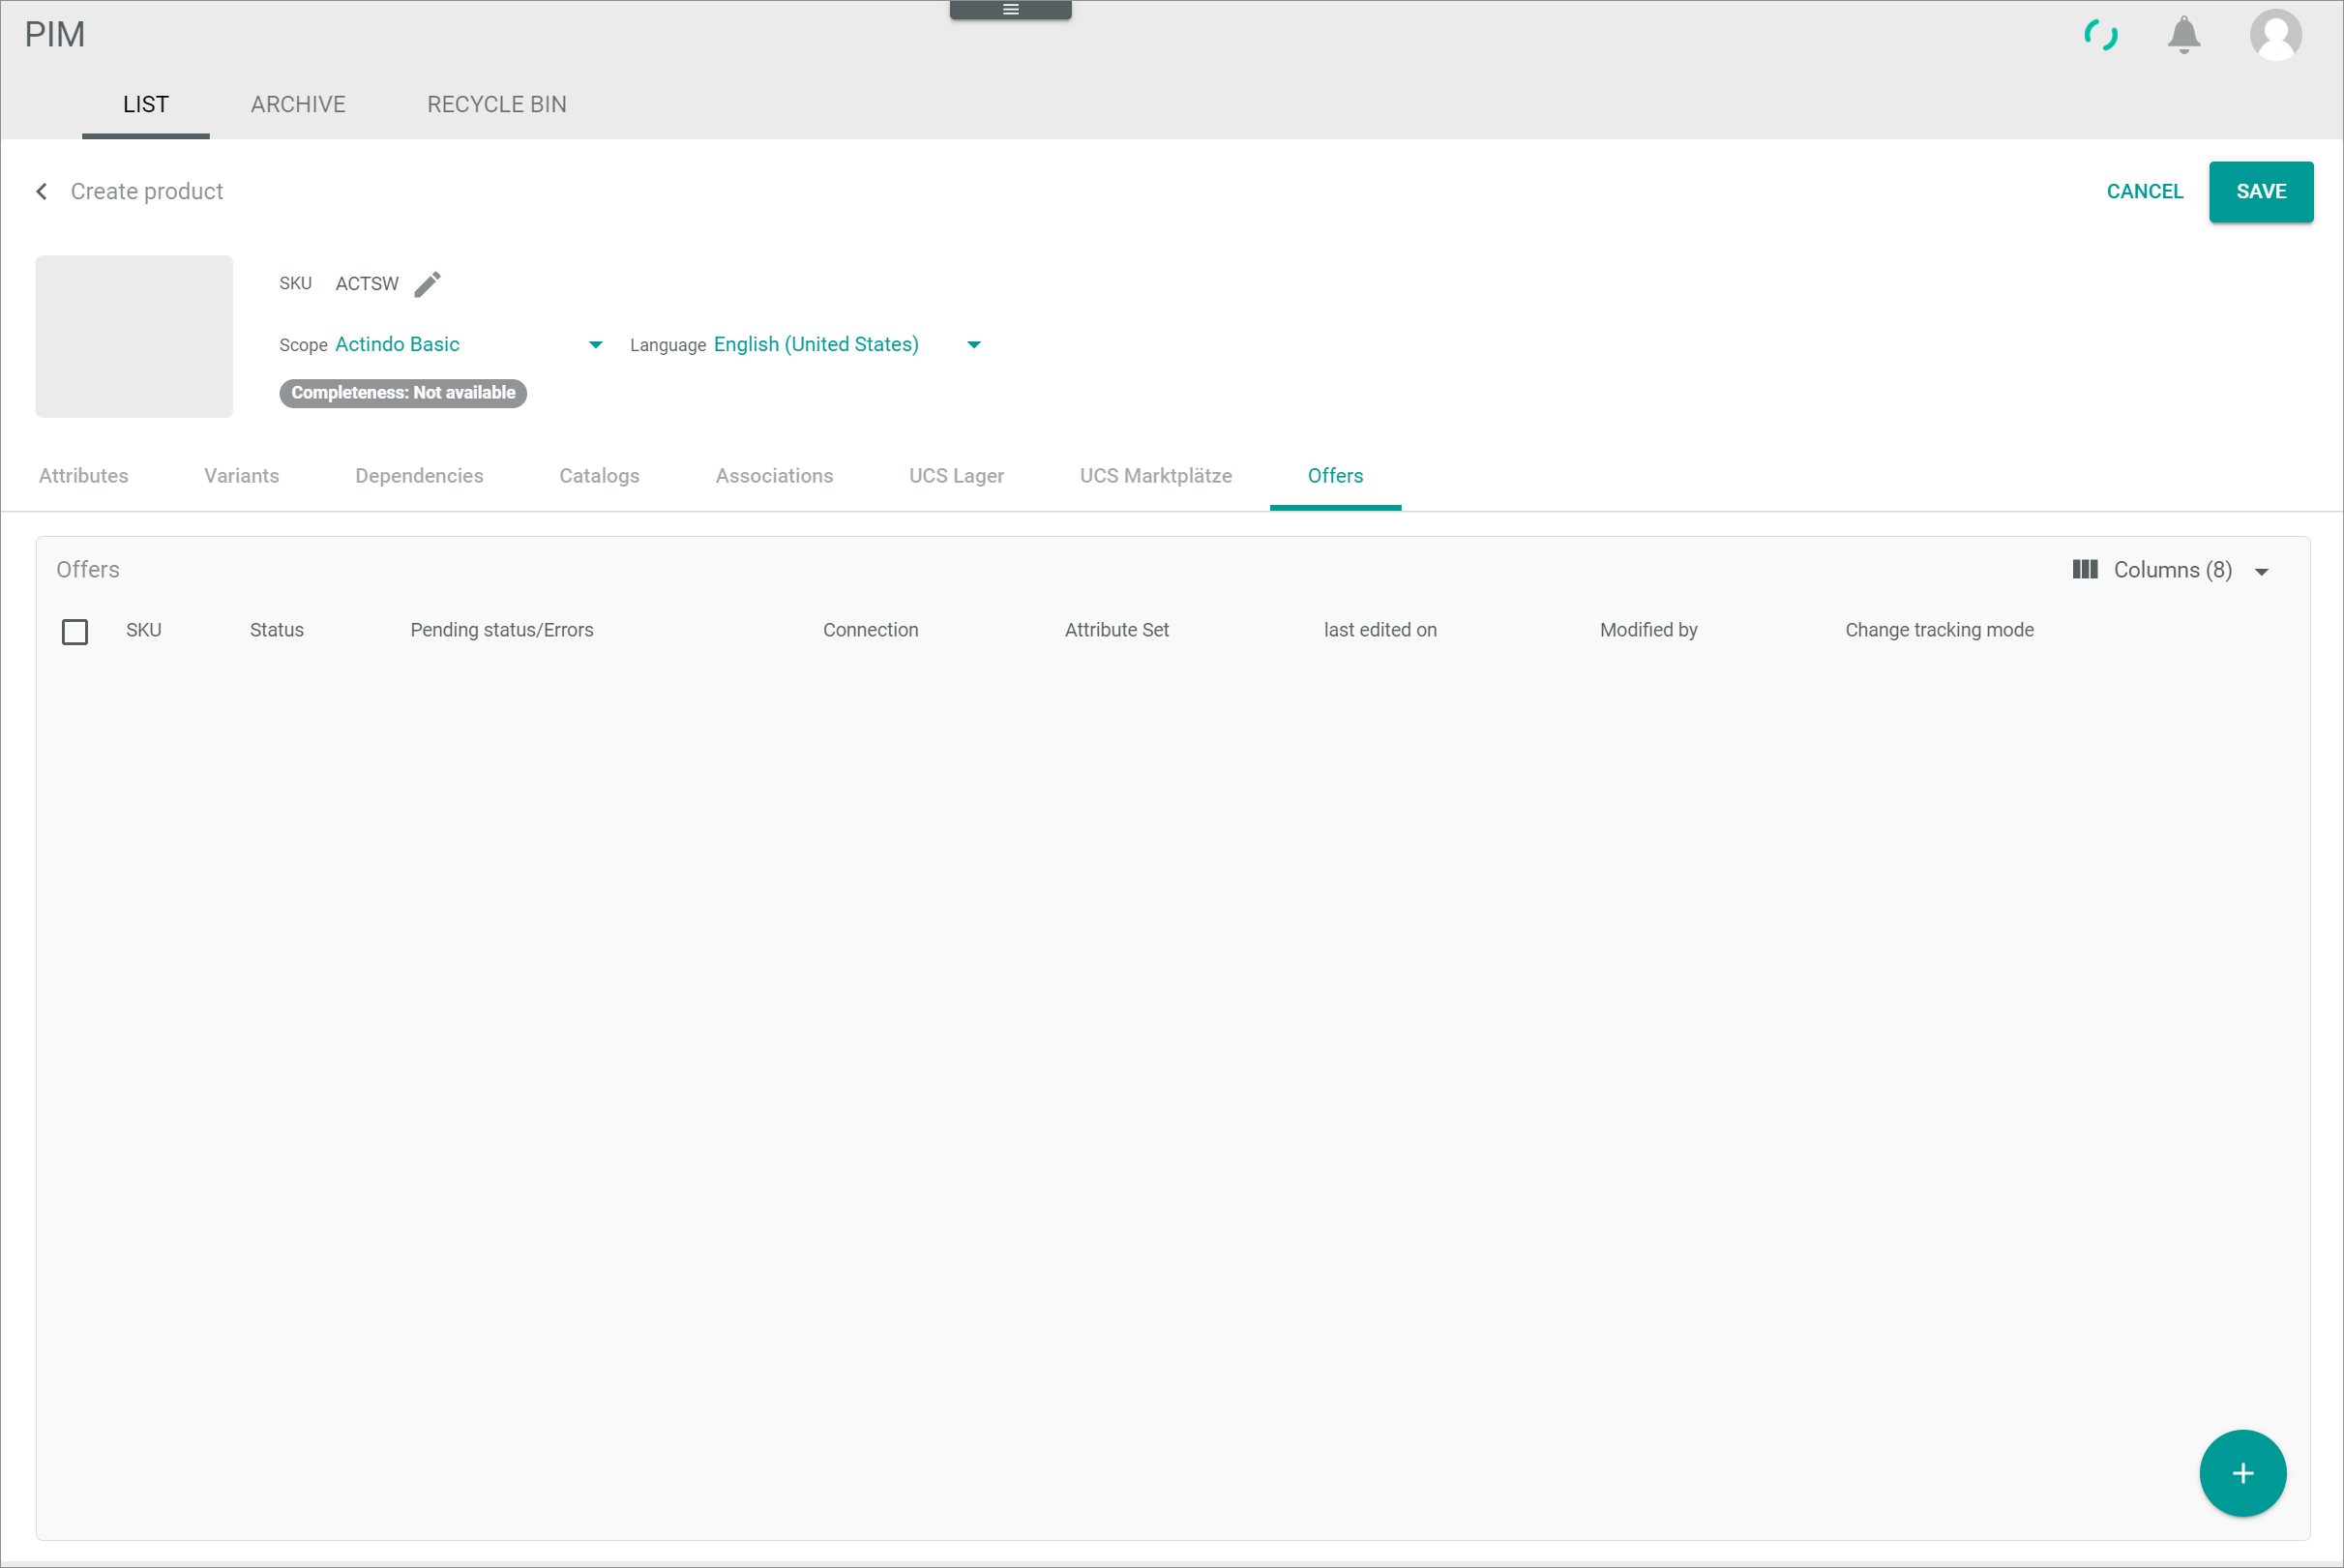 PIM
LIST ARCHIVE RECYCLE BIN
Create product CANCEL SAVE
SKU ACTSW
Scope Actindo Basic Language English (United States)
Completeness: Not available
Attributes Variants Dependencies Catalogs Associations UCS Lager UCS Marktplätze Offers
Offers Columns (8)
SKU Status Pending status/Errors Connection Attribute Set last edited on Modified by Change tracking mode